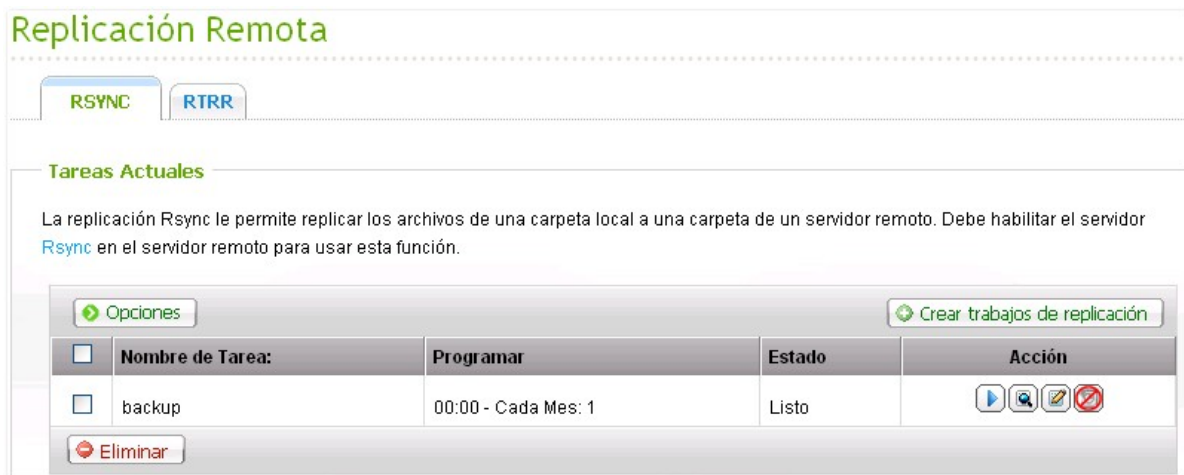 Replicación Remota
RSYNC RTRR
Tareas Actuales
La replicación Rsync le permite replicar los archivos de una carpeta local a una carpeta de un servidor remoto. Debe habilitar el servidor
Rsync en el servidor remoto para usar esta función.
Opciones Crear trabajos de replicación
Nombre de Tarea: Programar Estado Acción
backup 00:00 - Cada Mes: 1 Listo
Eliminar